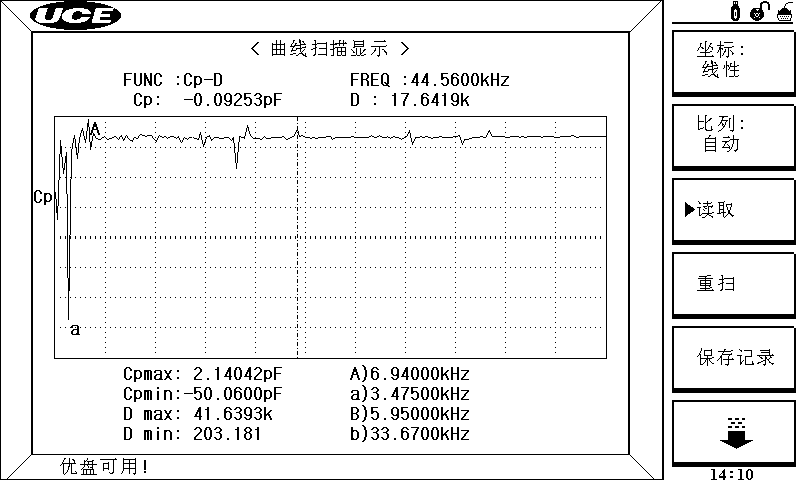 UCE
< 曲线扫描显示 >
FUNC :Cp-D FREQ :44.5600kHz
Cp: -0.09253pF D : 17.6419k
A
Cp
a
Cpmax: 2.14042pF A)6.94000kHz
Cpmin:-50.0600pF a)3.47500kHz
D max: 41.6393k B)5.95000kHz
D min: 203.181 b)33.6700kHz
优盘可用!
坐标:
线性
比列:
自动
读取
重扫
保存记录
14:10